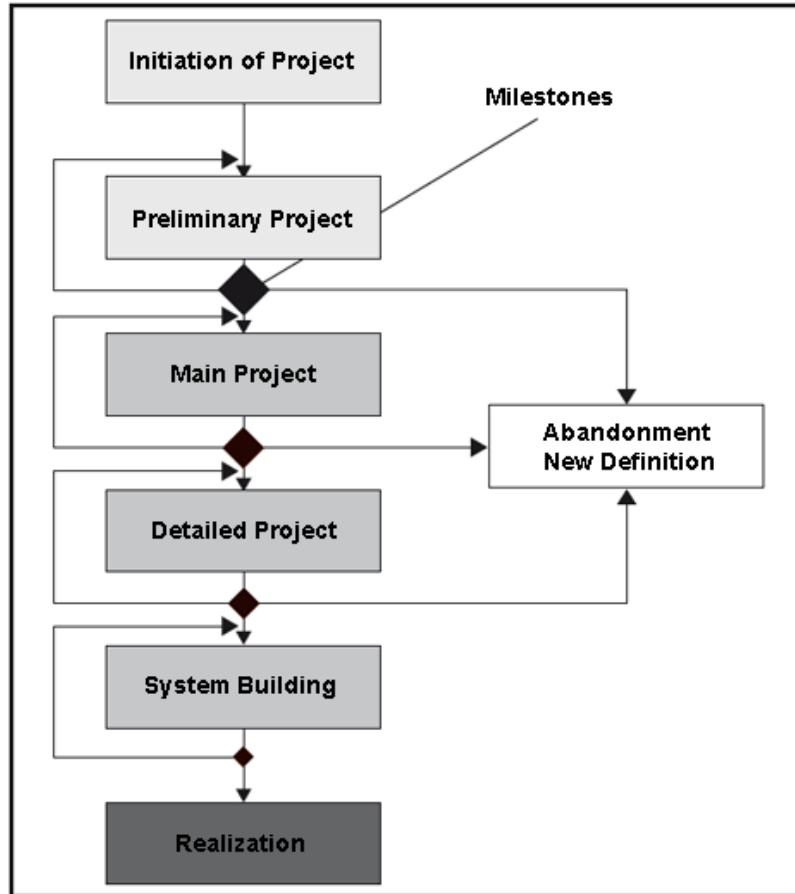 Initiation of Project
Milestones
Preliminary Project
Main Project
Abandonment
New Definition
Detailed Project
System Building
Realization